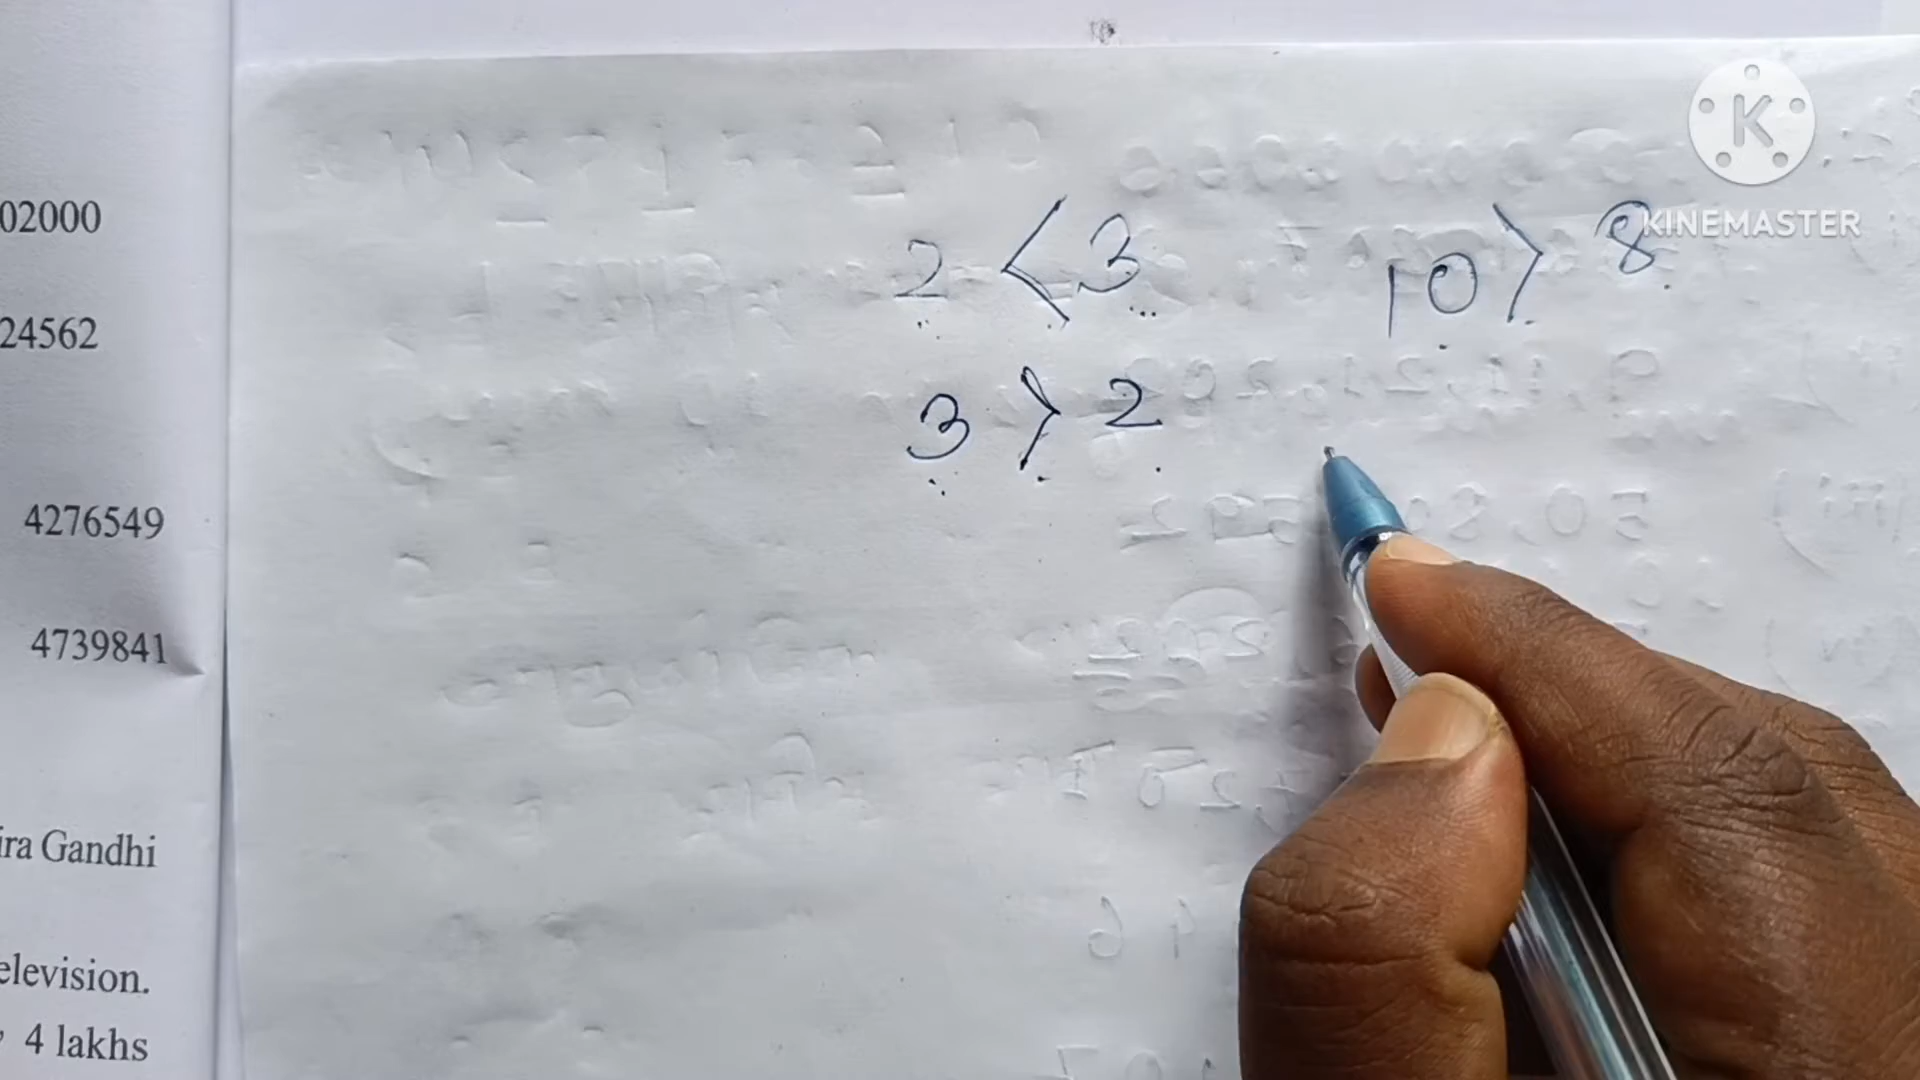 02000
24562
4276549
4739841
ira Gandhi
elevision.
4 lakhs
2 < 3
10 > 8
3 > 2
K
KINEMASTER